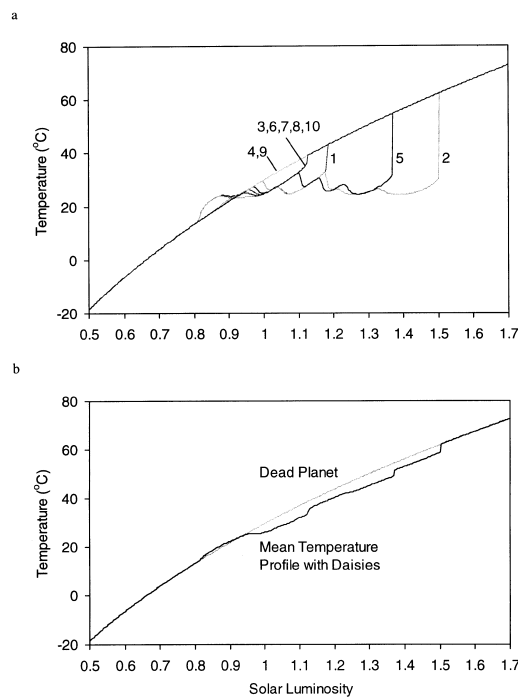 a
80
60
40
20
0
-20
Temperature (°C)
3,6,7,8,10
4,9
1
5
2
0.5 0.6 0.7 0.8 0.9 1 1.1 1.2 1.3 1.4 1.5 1.6 1.7
b
80
60
40
20
0
-20
Temperature (°C)
Dead Planet
Mean Temperature
Profile with Daisies
0.5 0.6 0.7 0.8 0.9 1 1.1 1.2 1.3 1.4 1.5 1.6 1.7
Solar Luminosity